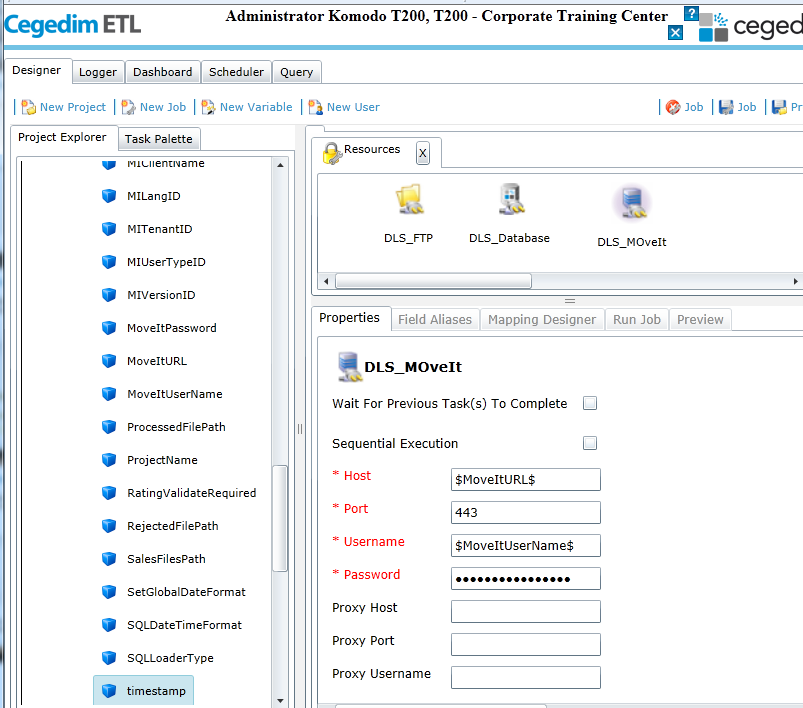 Cegedim ETL
Administrator Komodo T200, T200 - Corporate Training Center
?
Designer
Logger
Dashboard
Scheduler
Query
New Project
New Job
New Variable
New User
Job
Job
Project Explorer
Task Palette
Resources
X
MIClientName
MILangID
MITenantID
MIUserTypeID
MIVersionID
MoveItPassword
MoveItURL
MoveItUserName
ProcessedFilePath
ProjectName
RatingValidateRequired
RejectedFilePath
SalesFilesPath
SetGlobalDateFormat
SQLDateTimeFormat
SQLLoaderType
timestamp
DLS_FTP
DLS_Database
DLS_MOveIt
Properties
Field Aliases
Mapping Designer
Run Job
Preview
DLS_MOveIt
Wait For Previous Task(s) To Complete
Sequential Execution
* Host
$MoveItURL$
* Port
443
* Username
$MoveItUserName$
* Password
••••••••••••••••
Proxy Host
Proxy Port
Proxy Username